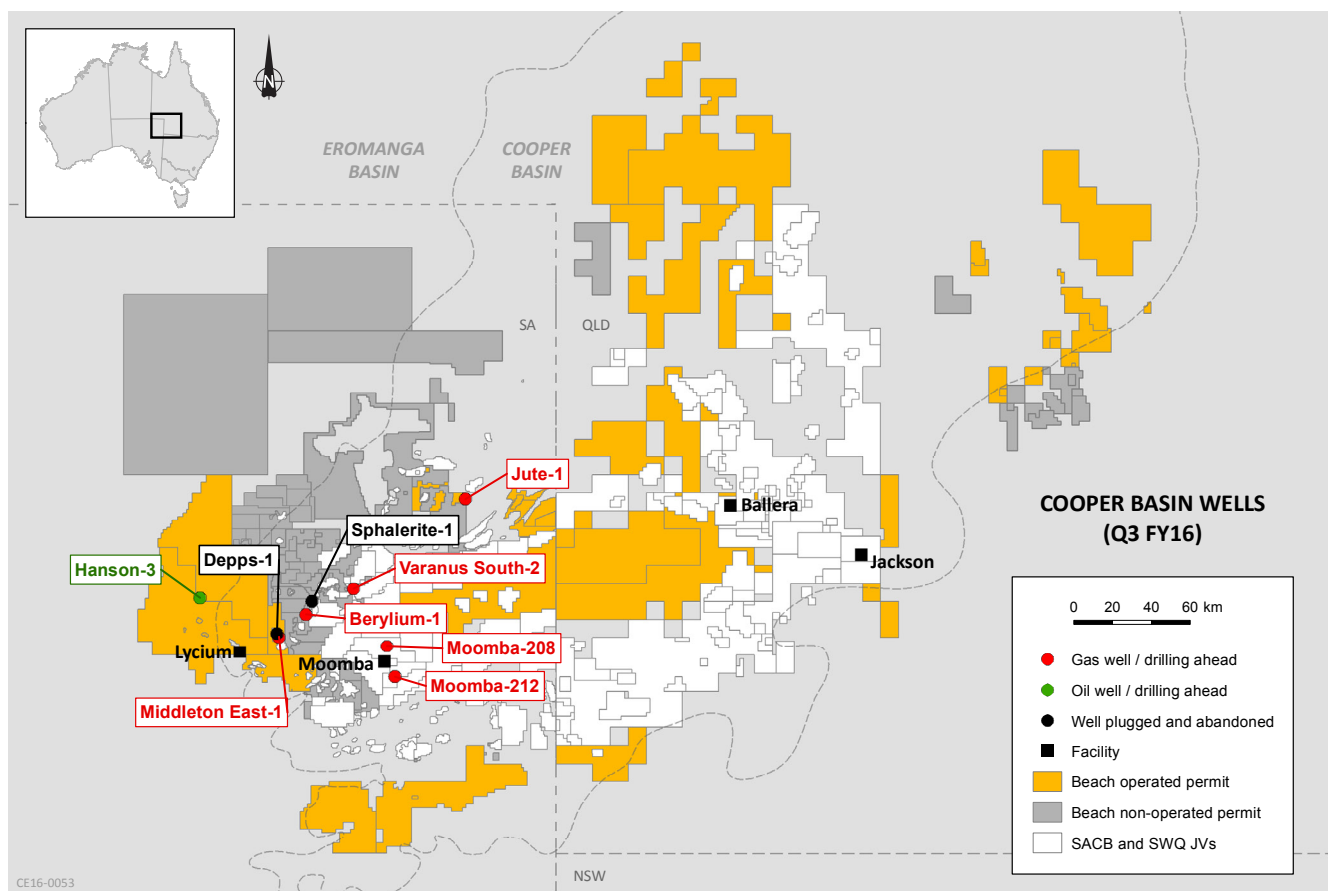 N
EROMANGA
BASIN
COOPER
BASIN
SA
QLD
Jute-1
Sphalerite-1
Depps-1
Hanson-3
Varanus South-2
Berylium-1
Lycium
Moomba
Moomba-208
Moomba-212
Middleton East-1
Ballera
Jackson
NSW
CE16-0053
COOPER BASIN WELLS
(Q3 FY16)
0 20 40 60 km
Gas well / drilling ahead
Oil well / drilling ahead
Well plugged and abandoned
Facility
Beach operated permit
Beach non-operated permit
SACB and SWQ JVs